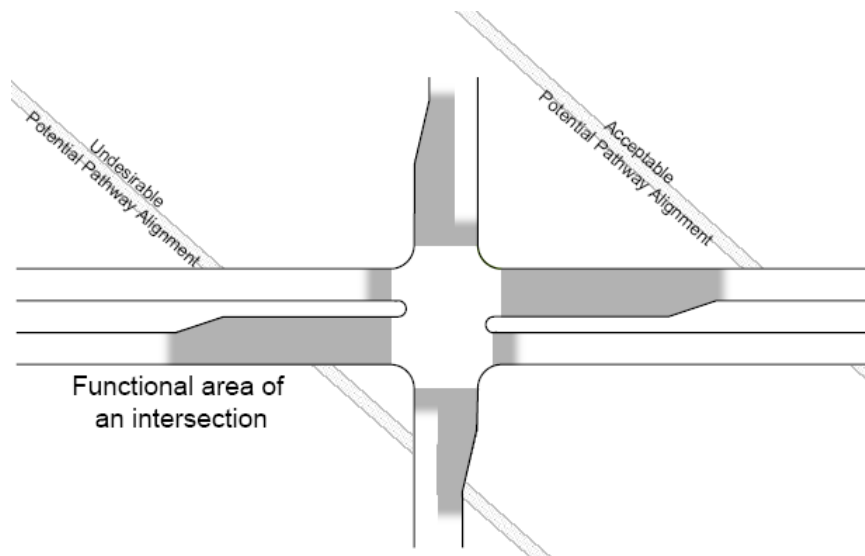 Undesirable
Potential Pathway Alignment
Acceptable
Potential Pathway Alignment
Functional area of
an intersection